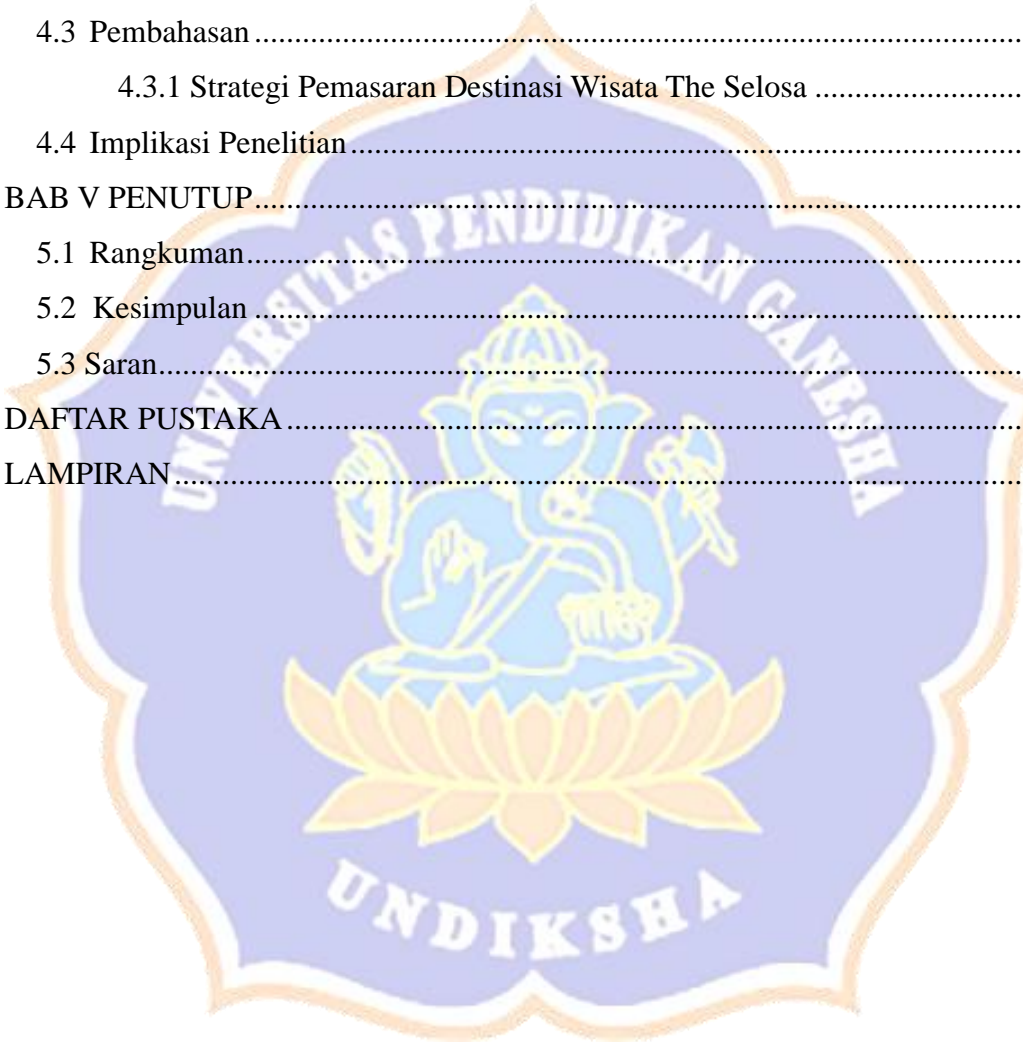 4.3 Pembahasan ................................................................................................
4.3.1 Strategi Pemasaran Destinasi Wisata The Selosa ..........................
4.4 Implikasi Penelitian....................................................................................
BAB V PENUTUP................................................................................................
5.1 Rangkuman.................................................................................................
5.2 Kesimpulan ................................................................................................
5.3 Saran............................................................................................................
DAFTAR PUSTAKA............................................................................................
LAMPIRAN.........................................................................................................
UNIVERSITAS PENDIDIKAN GANESHA
UNDIKSHA